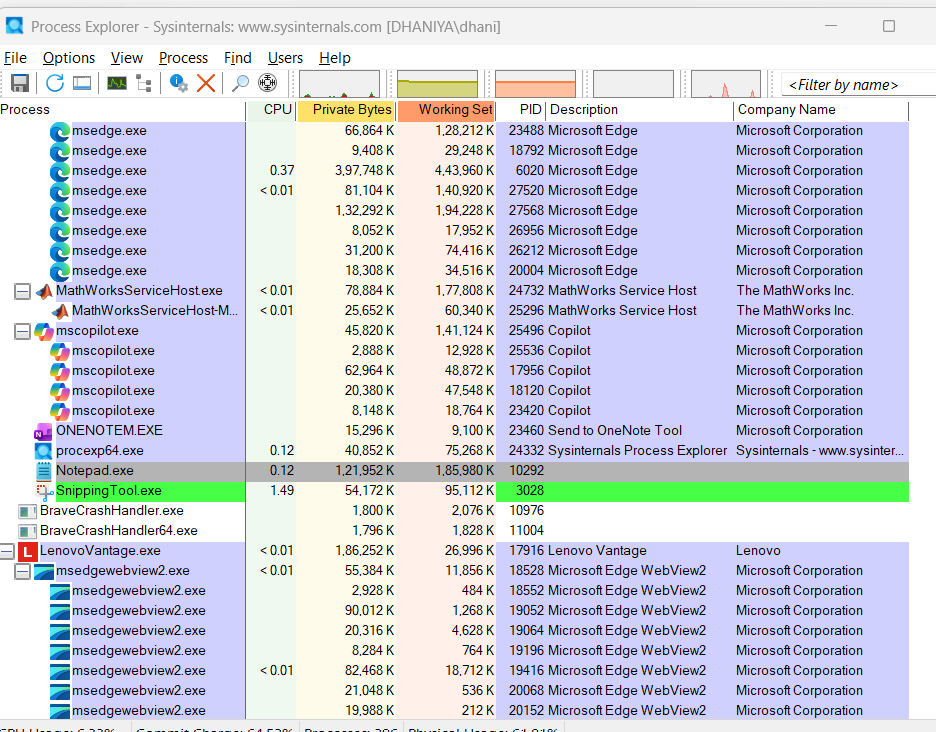 Process Explorer - Sysinternals: www.sysinternals.com [DHANIYA\dhani]
File Options View Process Find Users Help
<Filter by name>
Process CPU Private Bytes Working Set PID Description Company Name
msedge.exe 66,864 K 1,28,212 K 23488 Microsoft Edge Microsoft Corporation
msedge.exe 9,408 K 29,248 K 18792 Microsoft Edge Microsoft Corporation
msedge.exe 0.37 3,97,748 K 4,43,960 K 6020 Microsoft Edge Microsoft Corporation
msedge.exe < 0.01 81,104 K 1,40,920 K 27520 Microsoft Edge Microsoft Corporation
msedge.exe 1,32,292 K 1,94,228 K 27568 Microsoft Edge Microsoft Corporation
msedge.exe 8,052 K 17,952 K 26956 Microsoft Edge Microsoft Corporation
msedge.exe 31,200 K 74,416 K 26212 Microsoft Edge Microsoft Corporation
msedge.exe 18,308 K 34,516 K 20004 Microsoft Edge Microsoft Corporation
MathWorksServiceHost.exe < 0.01 78,884 K 1,77,808 K 24732 MathWorks Service Host The MathWorks Inc.
MathWorksServiceHost-M... < 0.01 25,652 K 60,340 K 25296 MathWorks Service Host The MathWorks Inc.
mscopilot.exe 45,820 K 1,41,124 K 25496 Copilot Microsoft Corporation
mscopilot.exe 2,888 K 12,928 K 25536 Copilot Microsoft Corporation
mscopilot.exe 62,964 K 48,872 K 17956 Copilot Microsoft Corporation
mscopilot.exe 20,380 K 47,548 K 18120 Copilot Microsoft Corporation
mscopilot.exe 8,148 K 18,764 K 23420 Copilot Microsoft Corporation
ONENOTEM.EXE 15,296 K 9,100 K 23460 Send to OneNote Tool Microsoft Corporation
procexp64.exe 0.12 40,852 K 75,268 K 24332 Sysinternals Process Explorer Sysinternals - www.sysinter...
Notepad.exe 0.12 1,21,952 K 1,85,980 K 10292
SnippingTool.exe 1.49 54,172 K 95,112 K 3028
BraveCrashHandler.exe 1,800 K 2,076 K 10976
BraveCrashHandler64.exe 1,796 K 1,828 K 11004
LenovoVantage.exe < 0.01 1,86,252 K 26,996 K 17916 Lenovo Vantage Lenovo
msedgewebview2.exe < 0.01 55,384 K 11,856 K 18528 Microsoft Edge WebView2 Microsoft Corporation
msedgewebview2.exe 2,928 K 484 K 18552 Microsoft Edge WebView2 Microsoft Corporation
msedgewebview2.exe 90,012 K 1,268 K 19052 Microsoft Edge WebView2 Microsoft Corporation
msedgewebview2.exe 20,316 K 4,628 K 19064 Microsoft Edge WebView2 Microsoft Corporation
msedgewebview2.exe 8,284 K 764 K 19196 Microsoft Edge WebView2 Microsoft Corporation
msedgewebview2.exe < 0.01 82,468 K 18,712 K 19416 Microsoft Edge WebView2 Microsoft Corporation
msedgewebview2.exe 21,048 K 536 K 20068 Microsoft Edge WebView2 Microsoft Corporation
msedgewebview2.exe 19,988 K 212 K 20152 Microsoft Edge WebView2 Microsoft Corporation